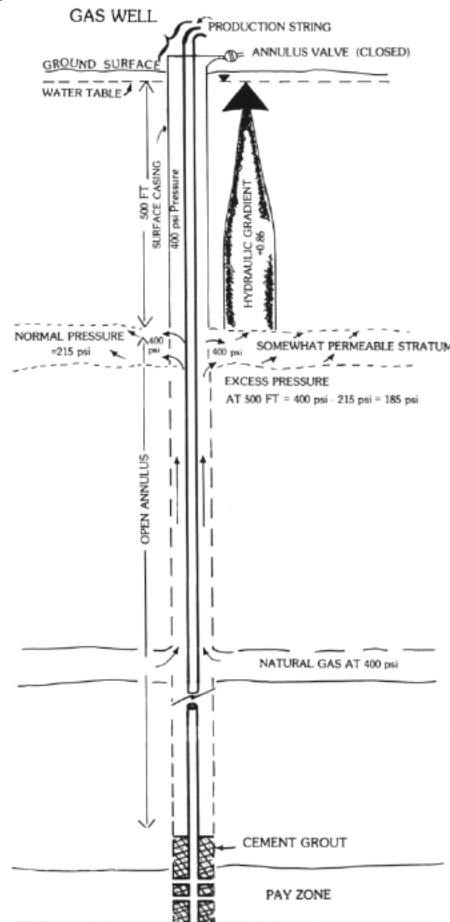 GAS WELL
PRODUCTION STRING
ANNULUS VALVE (CLOSED)
GROUND SURFACE
WATER TABLE
500 FT
SURFACE CASING
400 psi Pressure
HYDRAULIC GRADIENT
+0.86
NORMAL PRESSURE
=215 psi
400
psi
400 psi
SOMEWHAT PERMEABLE STRATUM
EXCESS PRESSURE
AT 500 FT = 400 psi - 215 psi = 185 psi
OPEN ANNULUS
NATURAL GAS AT 400 psi
CEMENT GROUT
PAY ZONE